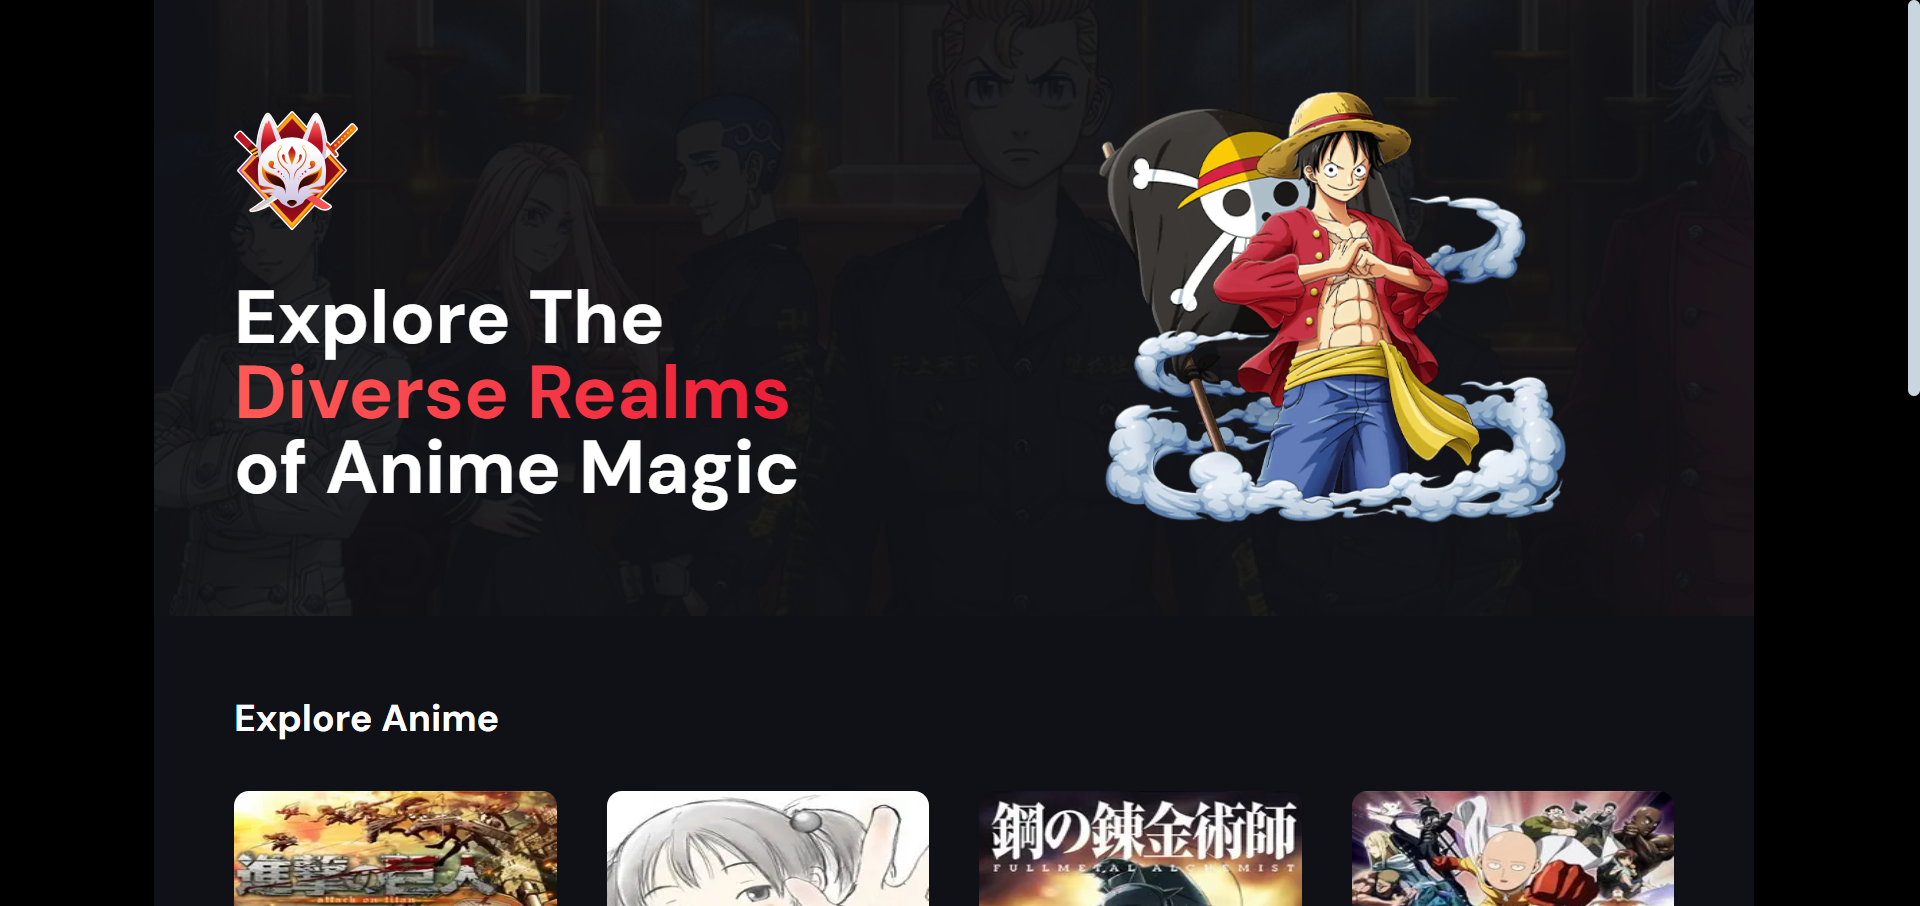 Explore The
Diverse Realms
of Anime Magic
Explore Anime
進撃の巨人
attack on titan
鋼の錬金術師
FULLMETAL ALCHEMIST